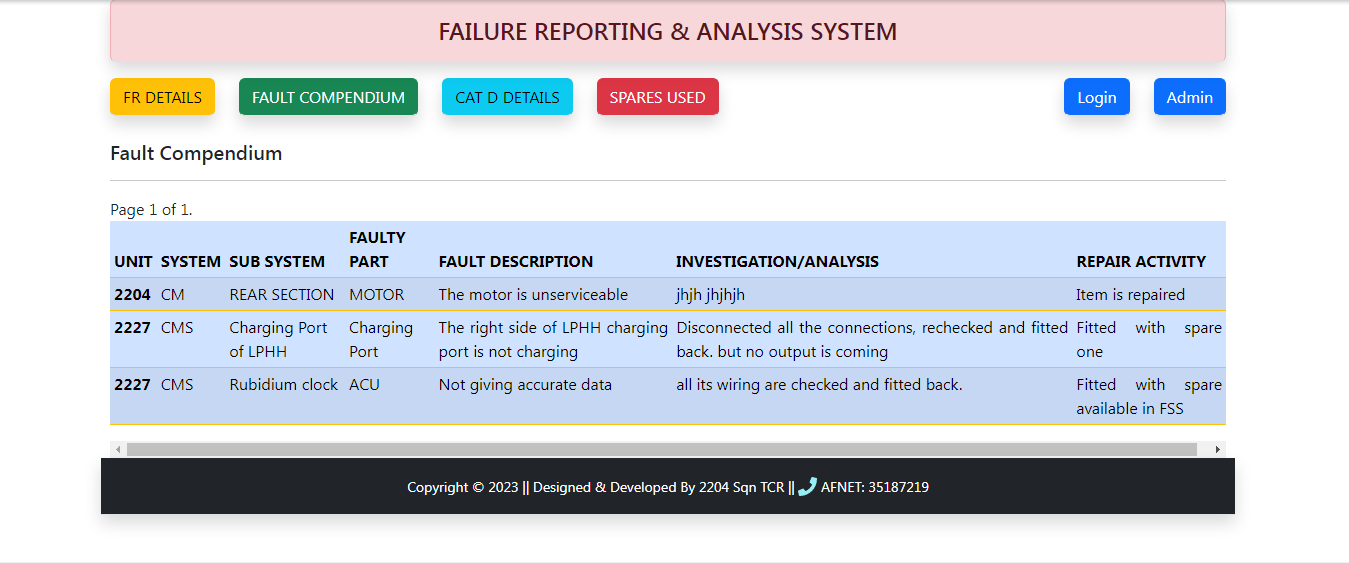 FAILURE REPORTING & ANALYSIS SYSTEM
FR DETAILS FAULT COMPENDIUM CAT D DETAILS SPARES USED Login Admin
Fault Compendium
Page 1 of 1.
UNIT SYSTEM SUB SYSTEM FAULTY PART FAULT DESCRIPTION INVESTIGATION/ANALYSIS REPAIR ACTIVITY
2204 CM REAR SECTION MOTOR The motor is unserviceable jhjh jhjhjh Item is repaired
2227 CMS Charging Port Charging The right side of LPHH charging Disconnected all the connections, rechecked and fitted Fitted with spare
of LPHH Port port is not charging back. but no output is coming one
2227 CMS Rubidium clock ACU Not giving accurate data all its wiring are checked and fitted back. Fitted with spare
available in FSS
Copyright © 2023 || Designed & Developed By 2204 Sqn TCR || AFNET: 35187219